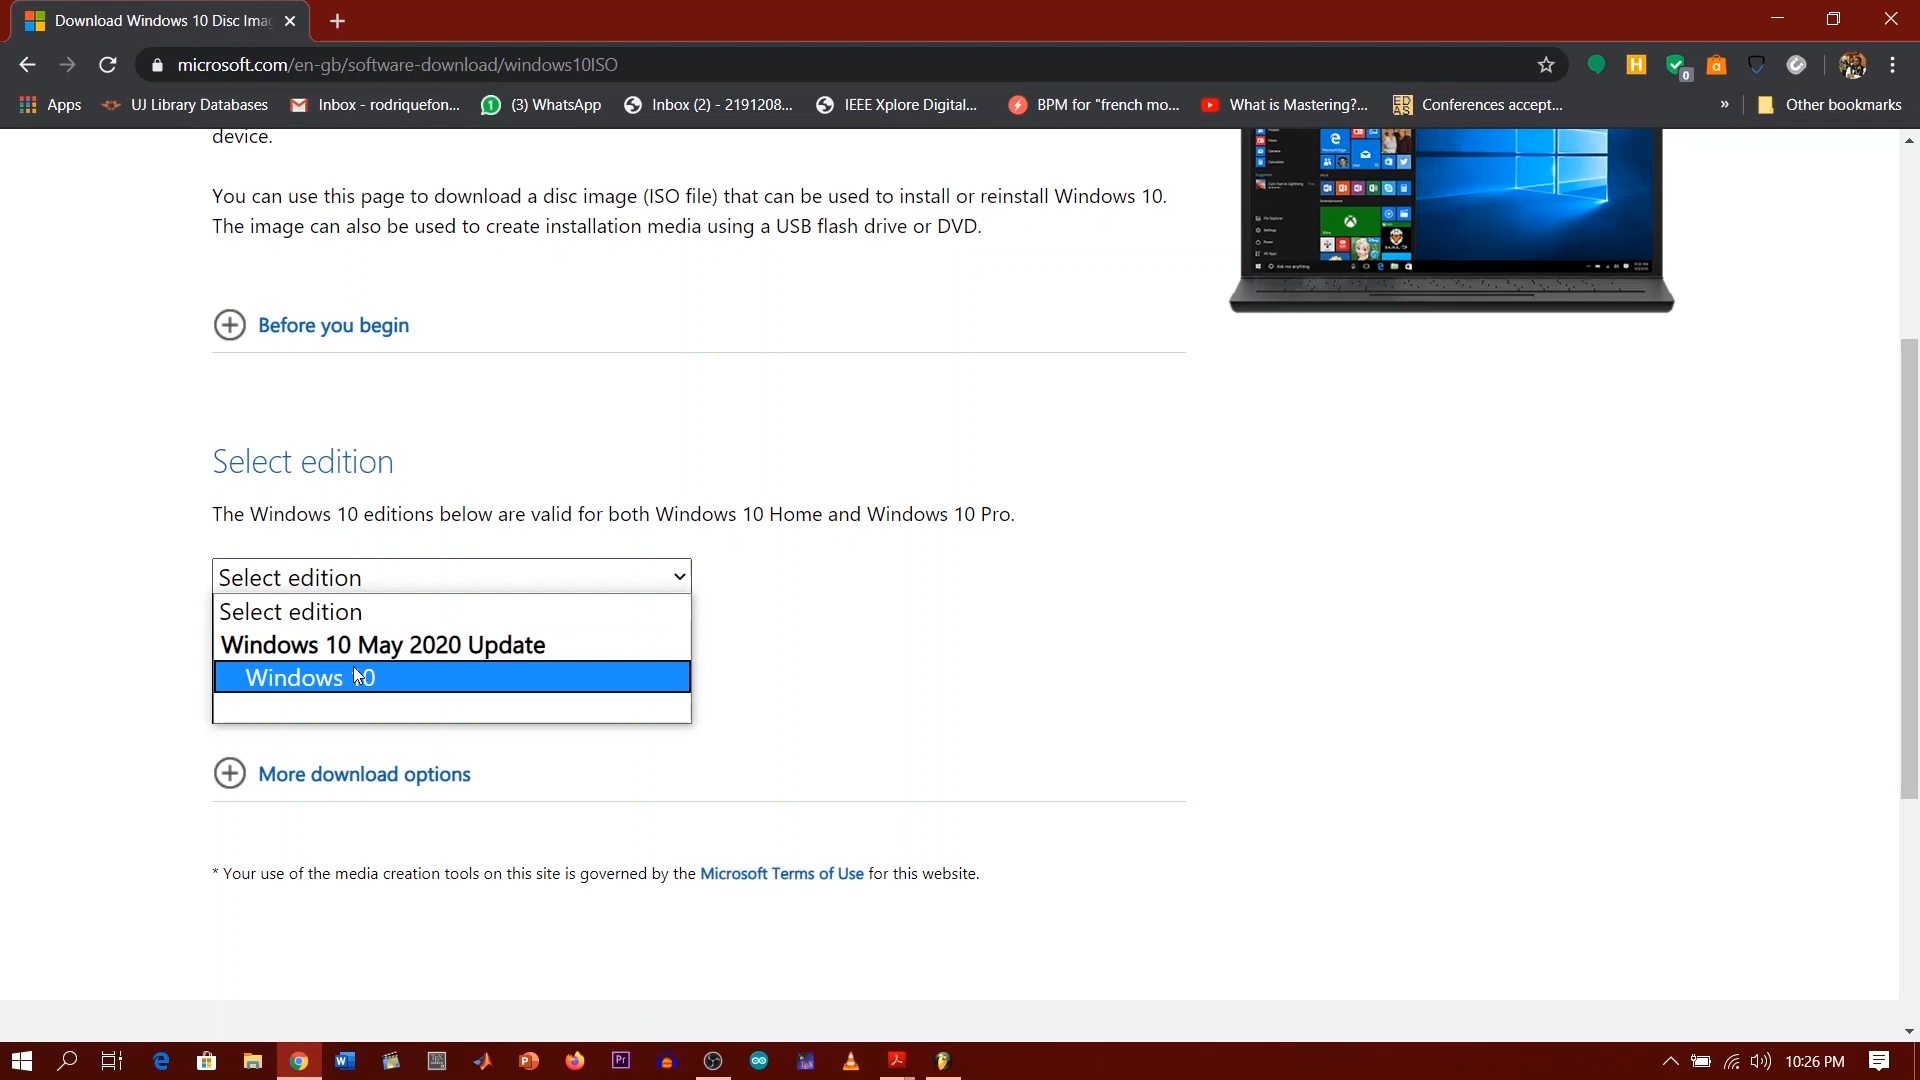 Download Windows 10 Disc Ima
microsoft.com/en-gb/software-download/windows10ISO
H
0
a
Apps
UJ Library Databases
Inbox - rodriquefon...
(3) WhatsApp
Inbox (2) - 2191208...
IEEE Xplore Digital...
BPM for "french mo...
What is Mastering?...
Conferences accept...
»
Other bookmarks
device.
You can use this page to download a disc image (ISO file) that can be used to install or reinstall Windows 10.
The image can also be used to create installation media using a USB flash drive or DVD.
Before you begin
Select edition
The Windows 10 editions below are valid for both Windows 10 Home and Windows 10 Pro.
Select edition
Select edition
Windows 10 May 2020 Update
Windows 10
More download options
* Your use of the media creation tools on this site is governed by the Microsoft Terms of Use for this website.
10:26 PM